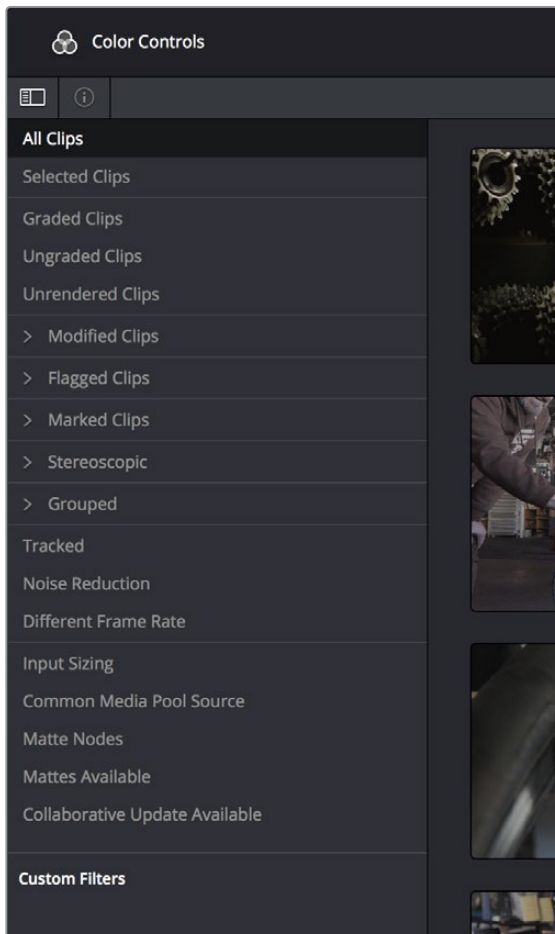 Color Controls
All Clips
Selected Clips
Graded Clips
Ungraded Clips
Unrendered Clips
Modified Clips
Flagged Clips
Marked Clips
Stereoscopic
Grouped
Tracked
Noise Reduction
Different Frame Rate
Input Sizing
Common Media Pool Source
Matte Nodes
Mattes Available
Collaborative Update Available
Custom Filters